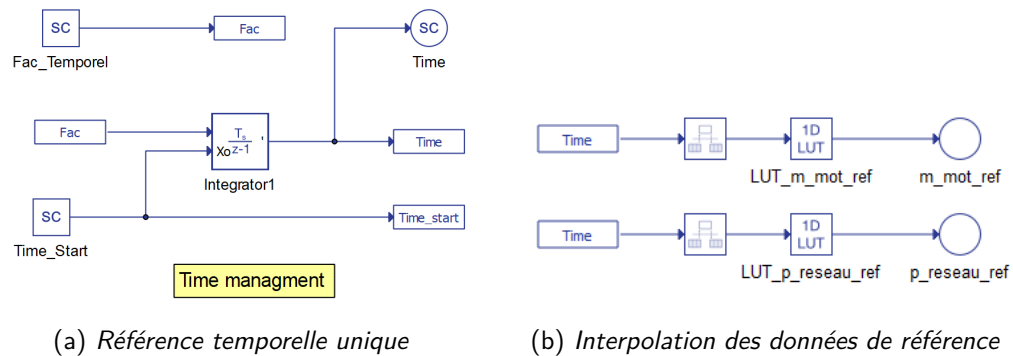 SC
Fac
SC
Fac_Temporel
Time
Fac
Ts
z-1
'
Xo
Time
Integrator1
SC
Time_start
Time_Start
Time managment
(a) Référence temporelle unique
Time
1D
LUT
LUT_m_mot_ref
m_mot_ref
Time
1D
LUT
LUT_p_reseau_ref
p_reseau_ref
(b) Interpolation des données de référence